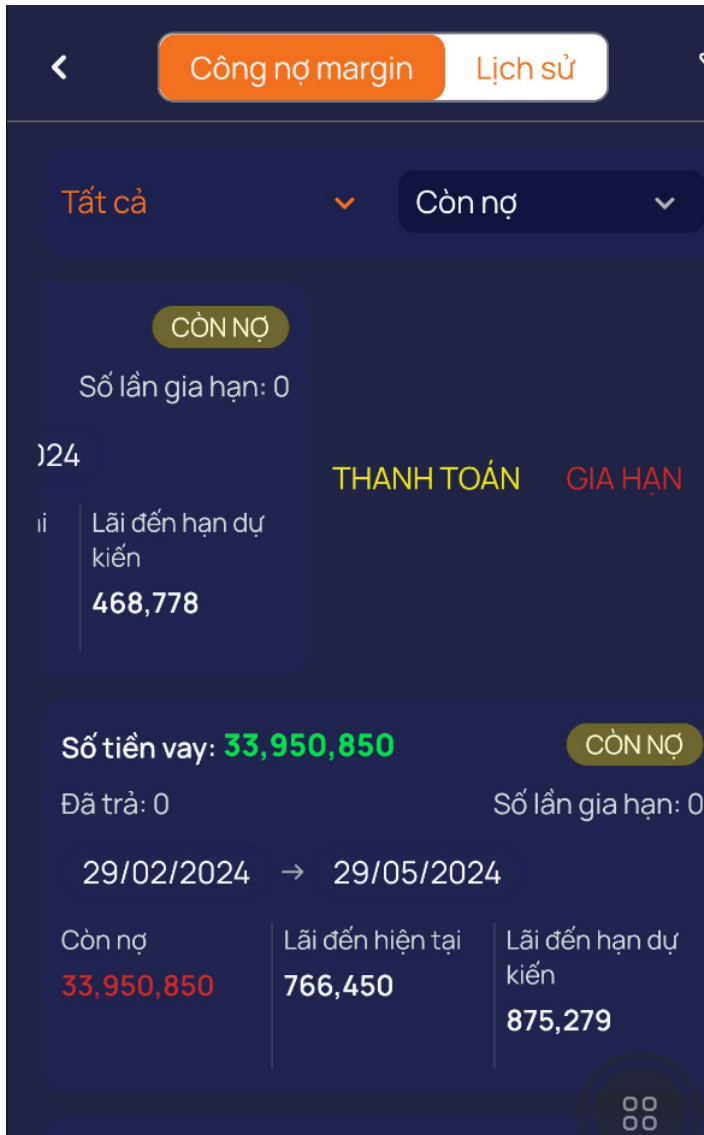 Công nợ margin Lịch sử
Tất cả Còn nợ
CÒN NỢ
Số lần gia hạn: 0
024
THANH TOÁN GIA HẠN
Lãi đến hạn dự
kiến
468,778
Số tiền vay: 33,950,850 CÒN NỢ
Đã trả: 0 Số lần gia hạn: 0
29/02/2024 → 29/05/2024
Còn nợ Lãi đến hiện tại Lãi đến hạn dự
kiến
33,950,850 766,450
875,279